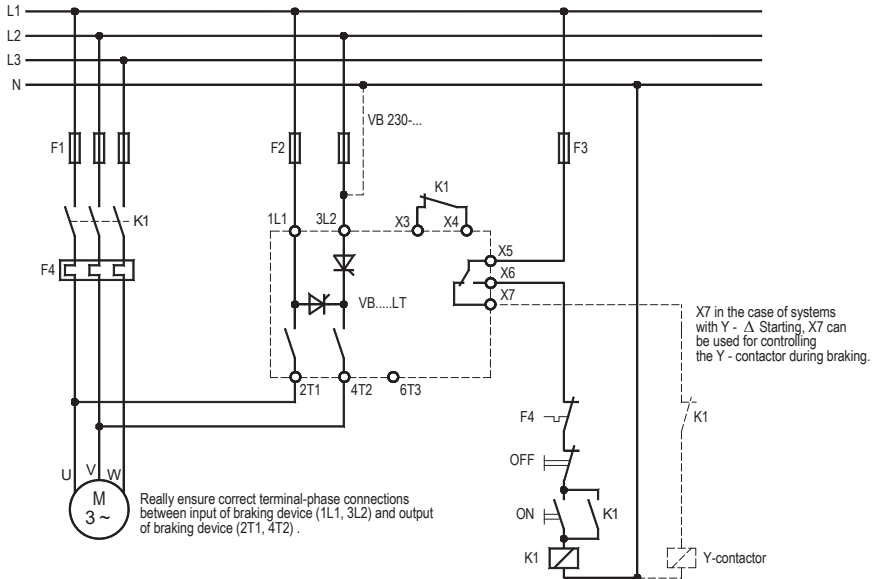 L1
L2
L3
N
VB 230-...
F1
F2
F3
K1
K1
1L1
3L2
X3
X4
X5
F4
X6
X7
VB.....LT
X7 in the case of systems
with Y - Δ Starting, X7 can
be used for controlling
the Y - contactor during braking.
2T1
4T2
6T3
F4
K1
OFF
U
V
W
M
3 ~
Really ensure correct terminal-phase connections
between input of braking device (1L1, 3L2) and output
of braking device (2T1, 4T2) .
ON
K1
K1
Y-contactor